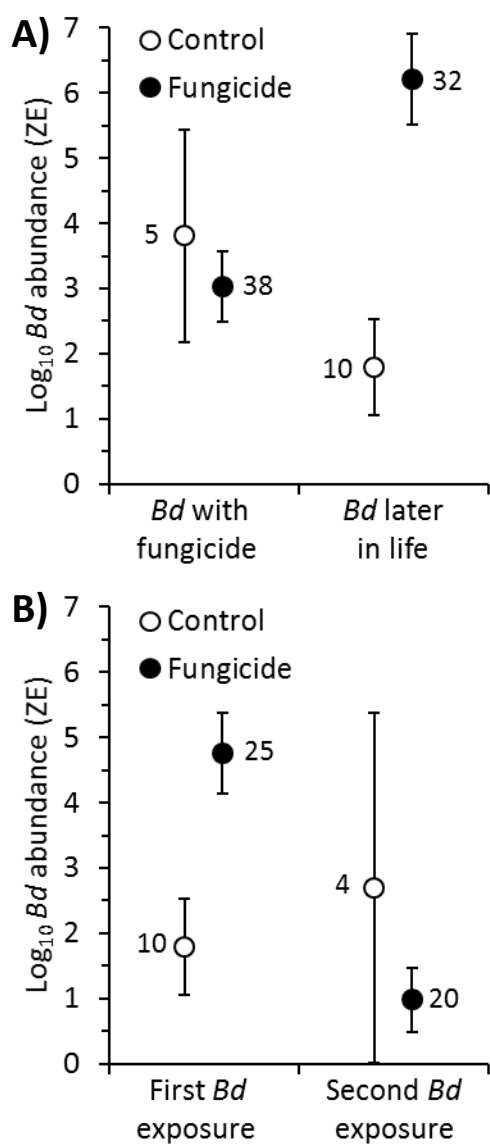 A)
Control
Fungicide
Log10 Bd abundance (ZE)
7
6
5
4
3
2
1
0
5
38
10
32
Bd with
fungicide
Bd later
in life
B)
Control
Fungicide
Log10 Bd abundance (ZE)
7
6
5
4
3
2
1
0
10
25
4
20
First Bd
exposure
Second Bd
exposure